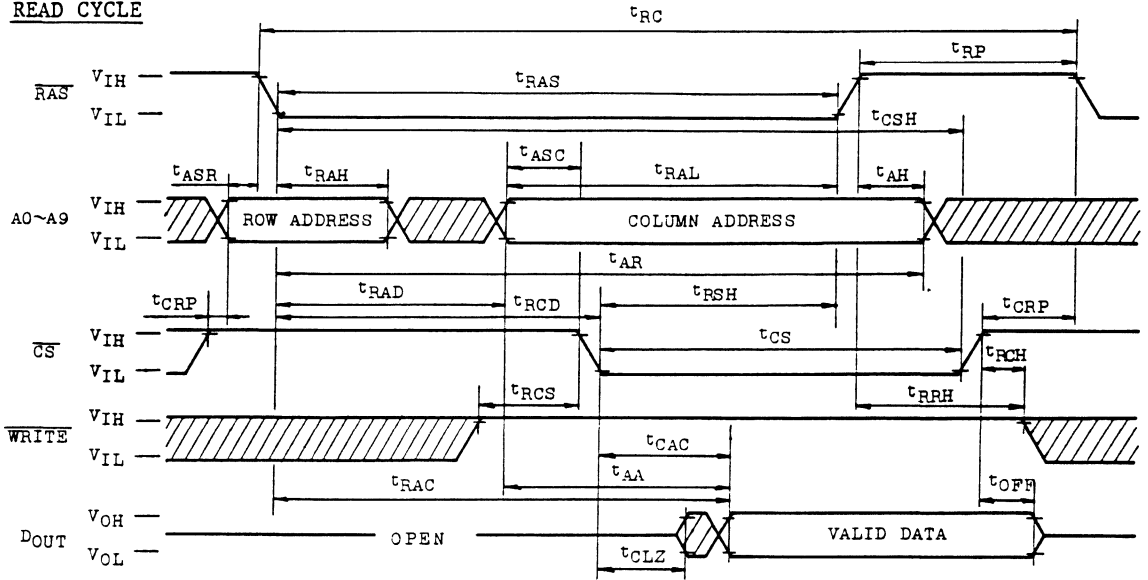 READ CYCLE
tRC
tRP
RAS
VIH
VIL
tRAS
tCSH
tASR
tRAH
tASC
tRAL
tAH
A0~A9
VIH
VIL
ROW ADDRESS
COLUMN ADDRESS
tAR
tCRP
tRAD
tRCD
tRSH
tCRP
CS
VIH
VIL
tCS
tRCH
tRCS
tRRH
WRITE
VIH
VIL
tCAC
tAA
tRAC
tOFF
DOUT
VOH
VOL
OPEN
VALID DATA
tCLZ